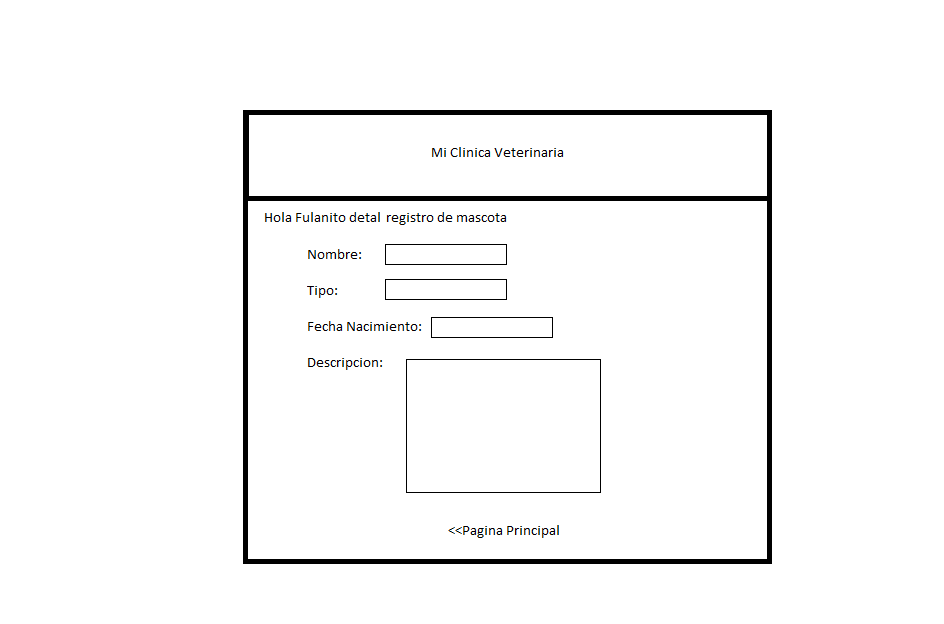 Mi Clinica Veterinaria
Hola Fulanito detal registro de mascota
Nombre:
Tipo:
Fecha Nacimiento:
Descripcion:
<<Pagina Principal